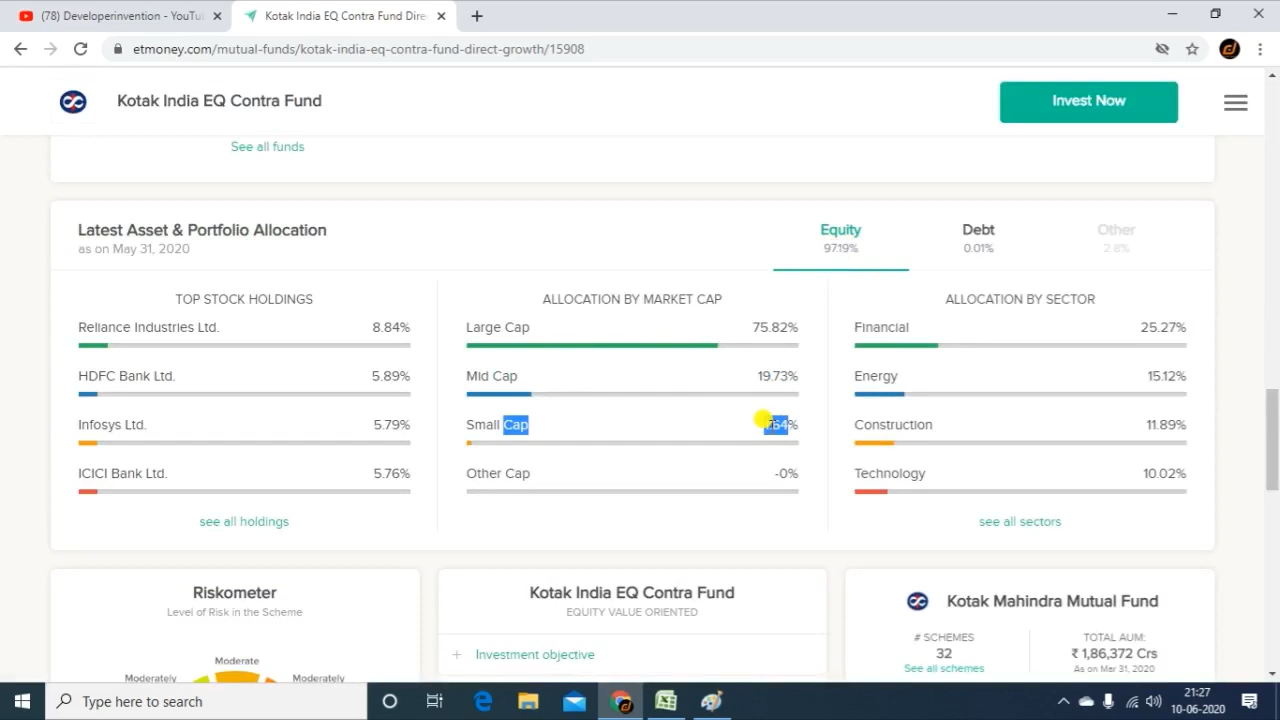 (78) Developerinvention - YouTu
Kotak India EQ Contra Fund Dire
etmoney.com/mutual-funds/kotak-india-eq-contra-fund-direct-growth/15908
Kotak India EQ Contra Fund
Invest Now
See all funds
Latest Asset & Portfolio Allocation
as on May 31, 2020
Equity
97.19%
Debt
0.01%
Other
2.8%
TOP STOCK HOLDINGS
Reliance Industries Ltd. 8.84%
HDFC Bank Ltd. 5.89%
Infosys Ltd. 5.79%
ICICI Bank Ltd. 5.76%
see all holdings
ALLOCATION BY MARKET CAP
Large Cap 75.82%
Mid Cap 19.73%
Small Cap
Other Cap -0%
ALLOCATION BY SECTOR
Financial 25.27%
Energy 15.12%
Construction 11.89%
Technology 10.02%
see all sectors
Riskometer
Level of Risk in the Scheme
Moderate
Moderately
Moderately
Kotak India EQ Contra Fund
EQUITY VALUE ORIENTED
+ Investment objective
Kotak Mahindra Mutual Fund
# SCHEMES
32
See all schemes
TOTAL AUM:
₹ 1,86,372 Crs
As on Mar 31, 2020
Type here to search
21:27
10-06-2020